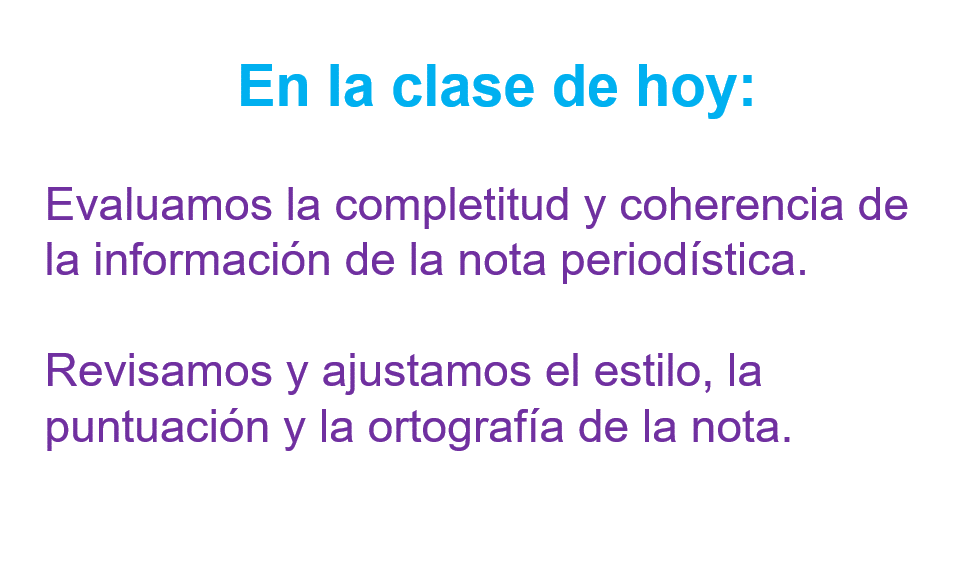 En la clase de hoy:
Evaluamos la completitud y coherencia de
la información de la nota periodística.
Revisamos y ajustamos el estilo, la
puntuación y la ortografía de la nota.